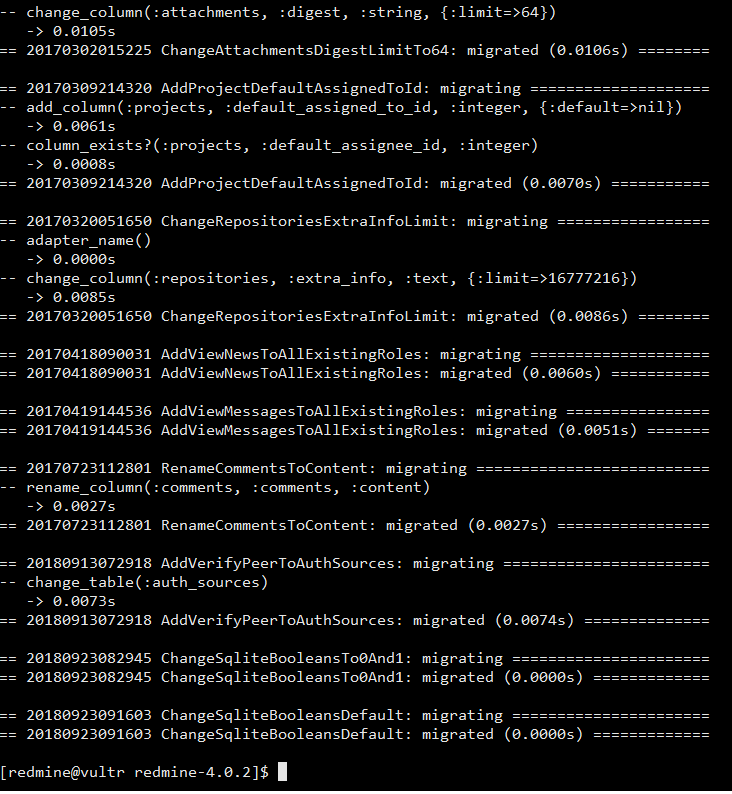 -- change_column(:attachments, :digest, :string, {:limit=>64})
   -> 0.0105s
== 20170302015225 ChangeAttachmentsDigestLimitTo64: migrated (0.0106s) ========

== 20170309214320 AddProjectDefaultAssignedToId: migrating ====================
-- add_column(:projects, :default_assigned_to_id, :integer, {:default=>nil})
   -> 0.0061s
-- column_exists?(:projects, :default_assignee_id, :integer)
   -> 0.0008s
== 20170309214320 AddProjectDefaultAssignedToId: migrated (0.0070s) ===========

== 20170320051650 ChangeRepositoriesExtraInfoLimit: migrating =================
-- adapter_name()
   -> 0.0000s
-- change_column(:repositories, :extra_info, :text, {:limit=>16777216})
   -> 0.0085s
== 20170320051650 ChangeRepositoriesExtraInfoLimit: migrated (0.0086s) ========

== 20170418090031 AddViewNewsToAllExistingRoles: migrating ====================
== 20170418090031 AddViewNewsToAllExistingRoles: migrated (0.0060s) ===========

== 20170419144536 AddViewMessagesToAllExistingRoles: migrating ================
== 20170419144536 AddViewMessagesToAllExistingRoles: migrated (0.0051s) =======

== 20170723112801 RenameCommentsToContent: migrating ==========================
-- rename_column(:comments, :comments, :content)
   -> 0.0027s
== 20170723112801 RenameCommentsToContent: migrated (0.0027s) =================

== 20180913072918 AddVerifyPeerToAuthSources: migrating =======================
-- change_table(:auth_sources)
   -> 0.0073s
== 20180913072918 AddVerifyPeerToAuthSources: migrated (0.0074s) ==============

== 20180923082945 ChangeSqliteBooleansTo0And1: migrating ======================
== 20180923082945 ChangeSqliteBooleansTo0And1: migrated (0.0000s) =============

== 20180923091603 ChangeSqliteBooleansDefault: migrating ======================
== 20180923091603 ChangeSqliteBooleansDefault: migrated (0.0000s) =============

[redmine@vultr redmine-4.0.2]$